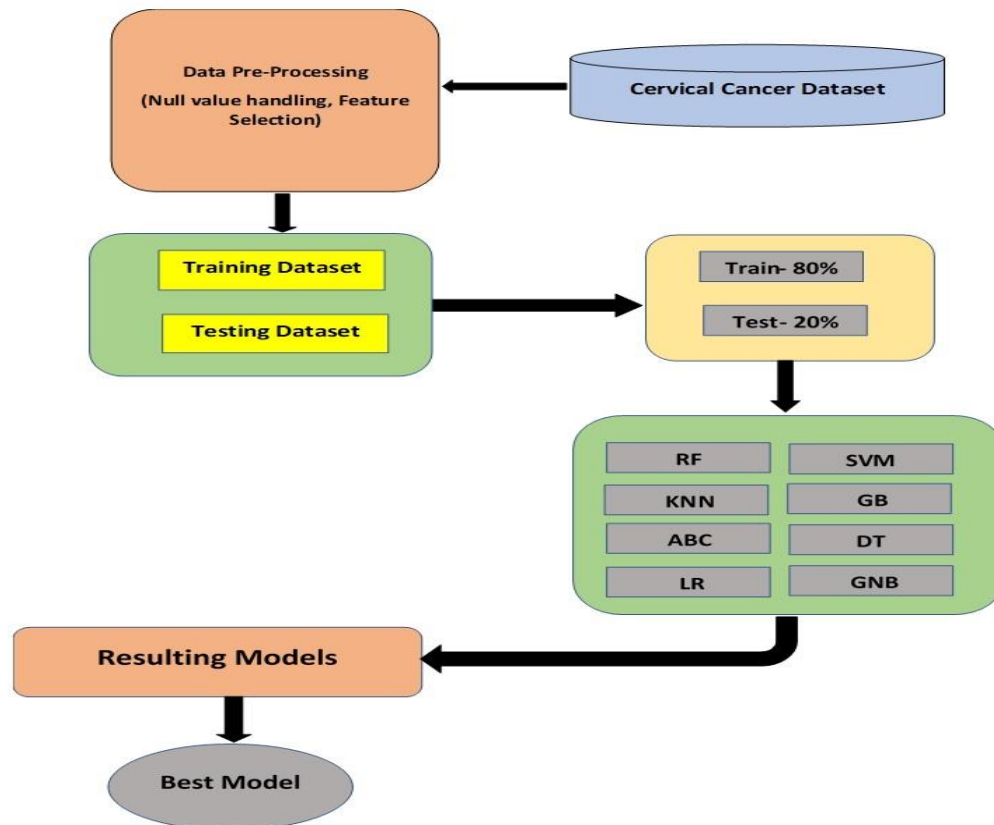 Data Pre-Processing
(Null value handling, Feature
Selection)
Cervical Cancer Dataset
Training Dataset
Testing Dataset
Train- 80%
Test- 20%
RF
SVM
KNN
GB
ABC
DT
LR
GNB
Resulting Models
Best Model